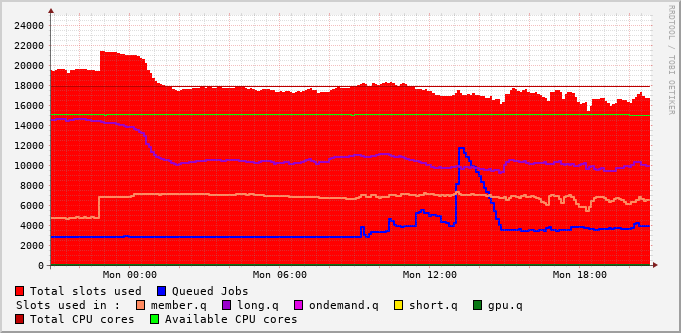 RRDTOOL / TOBI OETIKER
24000
22000
20000
18000
16000
14000
12000
10000
8000
6000
4000
2000
0
Mon 00:00 Mon 06:00 Mon 12:00 Mon 18:00
Total slots used Queued Jobs
Slots used in : member.q long.q ondemand.q short.q gpu.q
Total CPU cores Available CPU cores